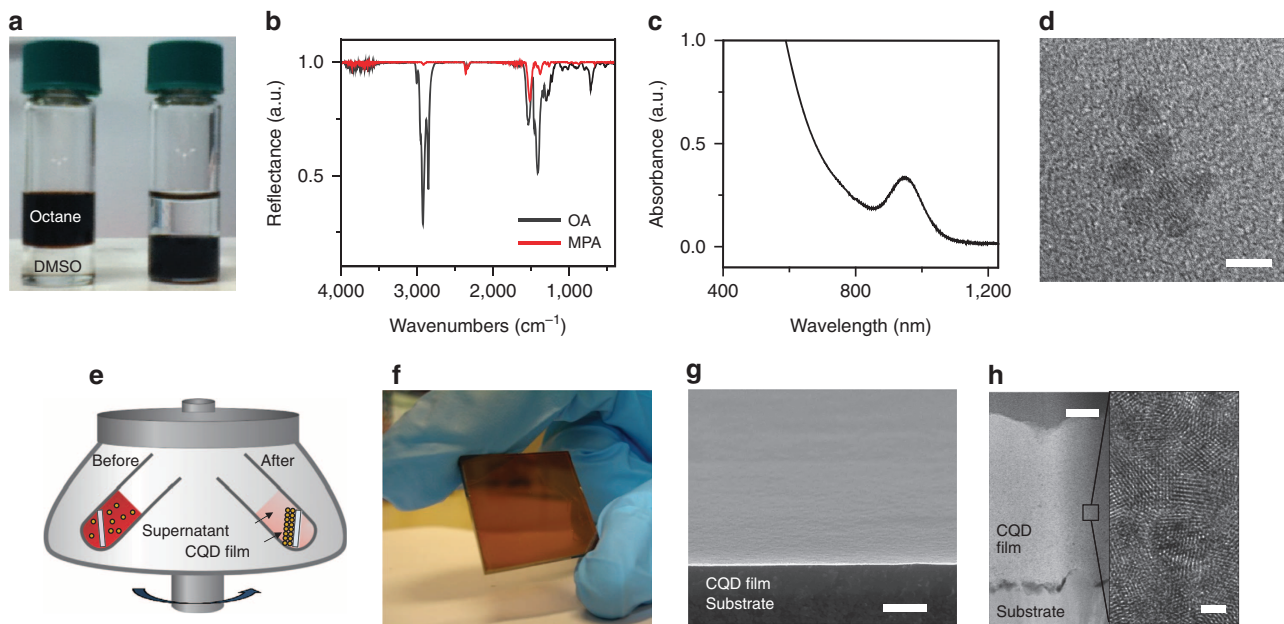 a
Octane
DMSO
b
Reflectance (a.u.)
1.0
0.5
OA
MPA
4,000 3,000 2,000 1,000
Wavenumbers (cm⁻¹)
c
Absorbance (a.u.)
1.0
0.5
0.0
400 800 1,200
Wavelength (nm)
d
e
Before After
Supernatant
CQD film
f
g
CQD film
Substrate
h
CQD
film
Substrate